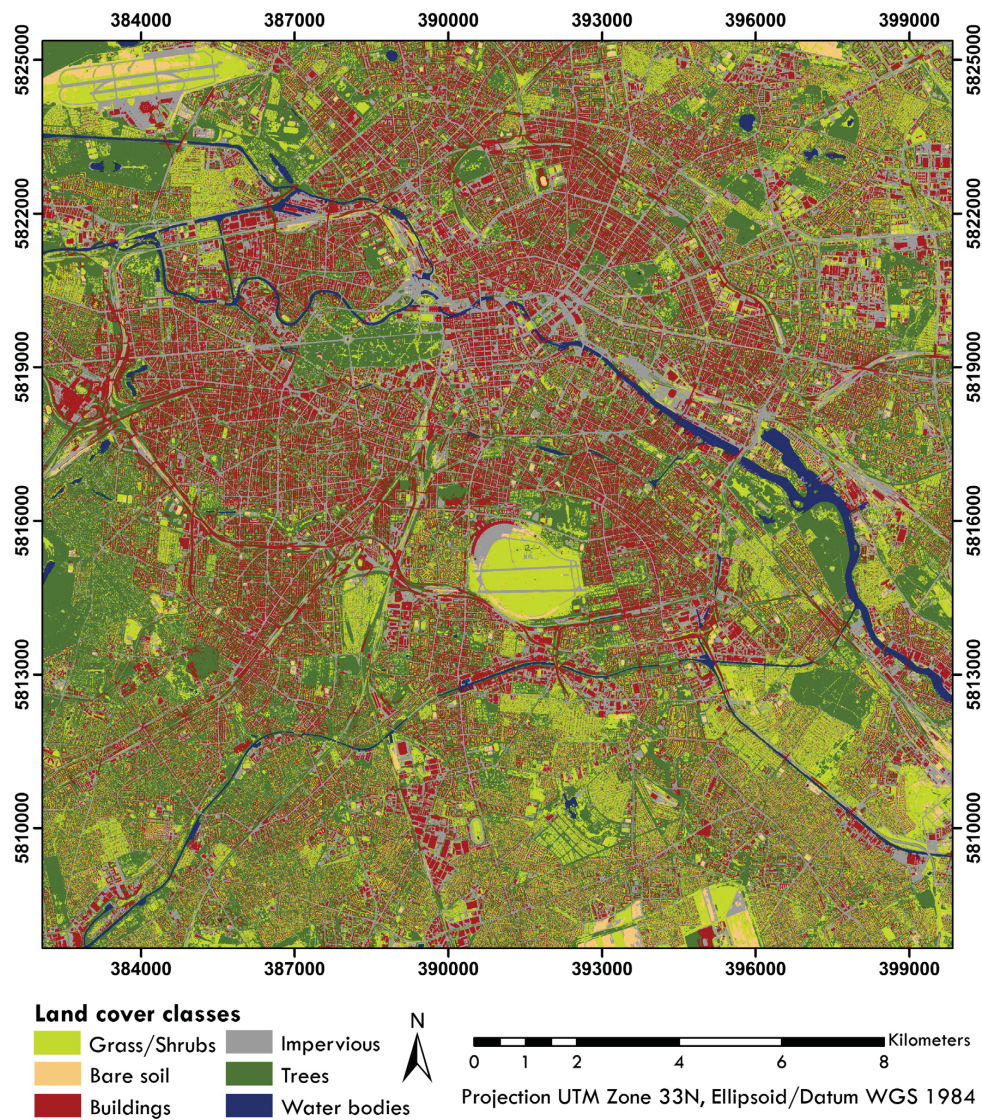 384000 387000 390000 393000 396000 399000
5825000 5825000
5822000 5822000
5819000 5819000
5816000 5816000
5813000 5813000
5810000 5810000
384000 387000 390000 393000 396000 399000
Land cover classes
Grass/Shrubs Impervious
Bare soil Trees
Buildings Water bodies
N
Kilometers
0 1 2 4 6 8
Projection UTM Zone 33N, Ellipsoid/Datum WGS 1984